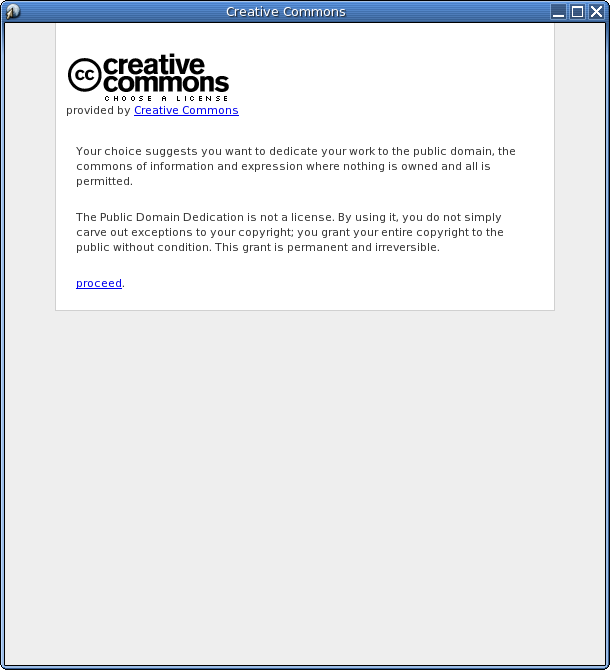 Creative Commons
cc creative
commons
CHOOSE A LICENSE
provided by Creative Commons
Your choice suggests you want to dedicate your work to the public domain, the
commons of information and expression where nothing is owned and all is
permitted.
The Public Domain Dedication is not a license. By using it, you do not simply
carve out exceptions to your copyright; you grant your entire copyright to the
public without condition. This grant is permanent and irreversible.
proceed.